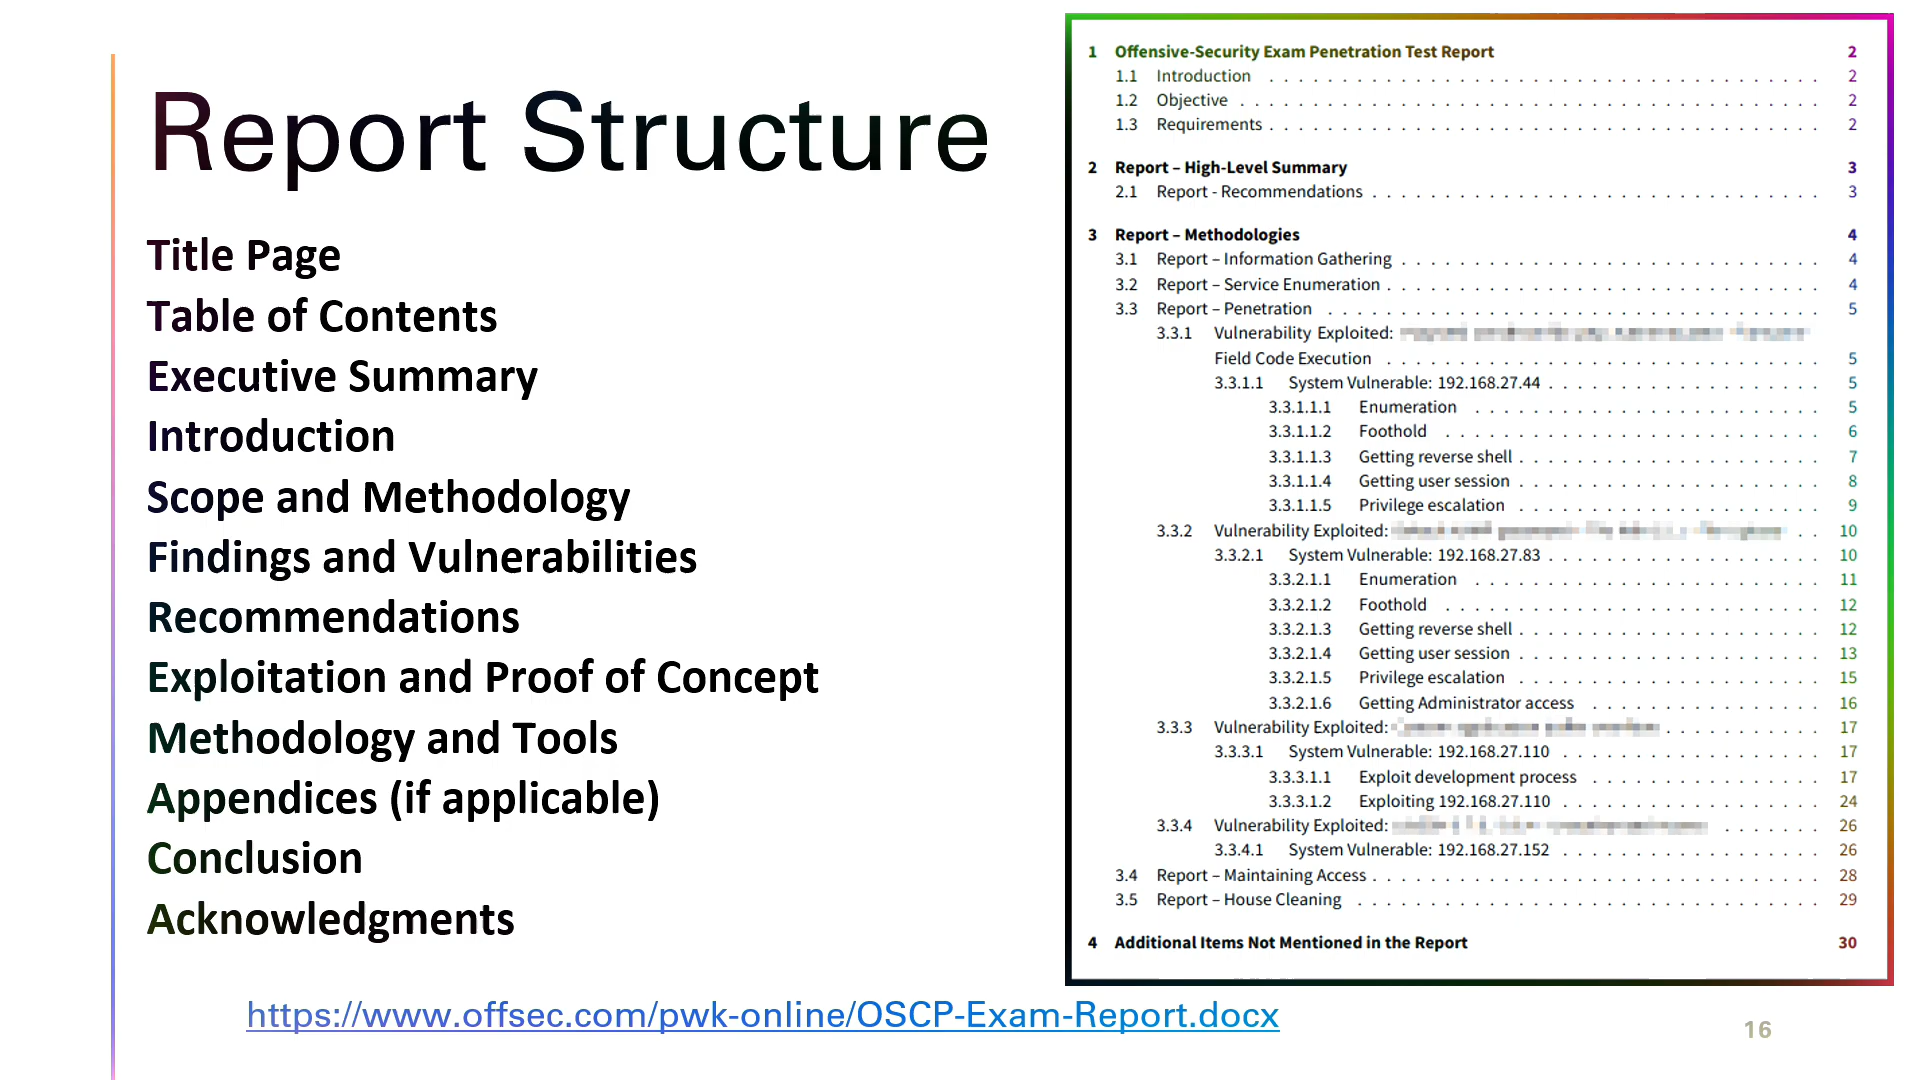 Report Structure
Title Page
Table of Contents
Executive Summary
Introduction
Scope and Methodology
Findings and Vulnerabilities
Recommendations
Exploitation and Proof of Concept
Methodology and Tools
Appendices (if applicable)
Conclusion
Acknowledgments
https://www.offsec.com/pwk-online/OSCP-Exam-Report.docx
1 Offensive-Security Exam Penetration Test Report 2
1.1 Introduction 2
1.2 Objective 2
1.3 Requirements 2
2 Report – High-Level Summary 3
2.1 Report - Recommendations 3
3 Report – Methodologies 4
3.1 Report – Information Gathering 4
3.2 Report – Service Enumeration 4
3.3 Report – Penetration 5
3.3.1 Vulnerability Exploited:
Field Code Execution 5
3.3.1.1 System Vulnerable: 192.168.27.44 5
3.3.1.1.1 Enumeration 5
3.3.1.1.2 Foothold 6
3.3.1.1.3 Getting reverse shell 7
3.3.1.1.4 Getting user session 8
3.3.1.1.5 Privilege escalation 9
3.3.2 Vulnerability Exploited: 10
3.3.2.1 System Vulnerable: 192.168.27.83 10
3.3.2.1.1 Enumeration 11
3.3.2.1.2 Foothold 12
3.3.2.1.3 Getting reverse shell 12
3.3.2.1.4 Getting user session 13
3.3.2.1.5 Privilege escalation 15
3.3.2.1.6 Getting Administrator access 16
3.3.3 Vulnerability Exploited: 17
3.3.3.1 System Vulnerable: 192.168.27.110 17
3.3.3.1.1 Exploit development process 17
3.3.3.1.2 Exploiting 192.168.27.110 24
3.3.4 Vulnerability Exploited: 26
3.3.4.1 System Vulnerable: 192.168.27.152 26
3.4 Report – Maintaining Access 28
3.5 Report – House Cleaning 29
4 Additional Items Not Mentioned in the Report 30
16